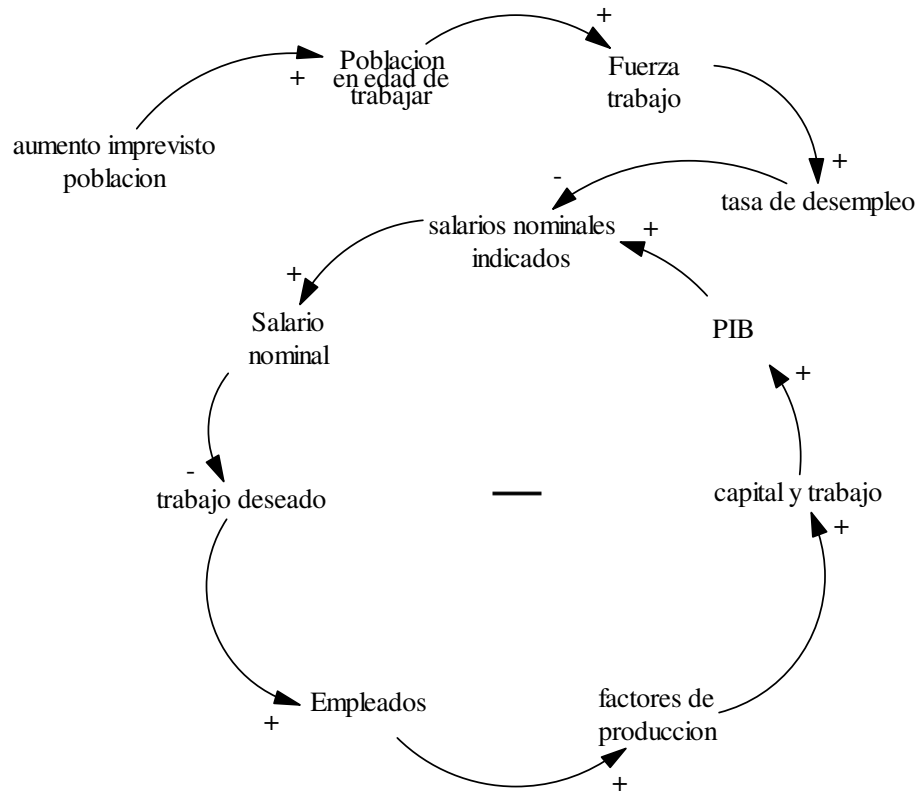 +
Poblacion
en edad de
trabajar
+
Fuerza
trabajo
aumento imprevisto
poblacion
+
tasa de desempleo
-
salarios nominales
indicados
+
+
Salario
nominal
PIB
+
-
trabajo deseado
—
capital y trabajo
+
Empleados
+
factores de
produccion
+